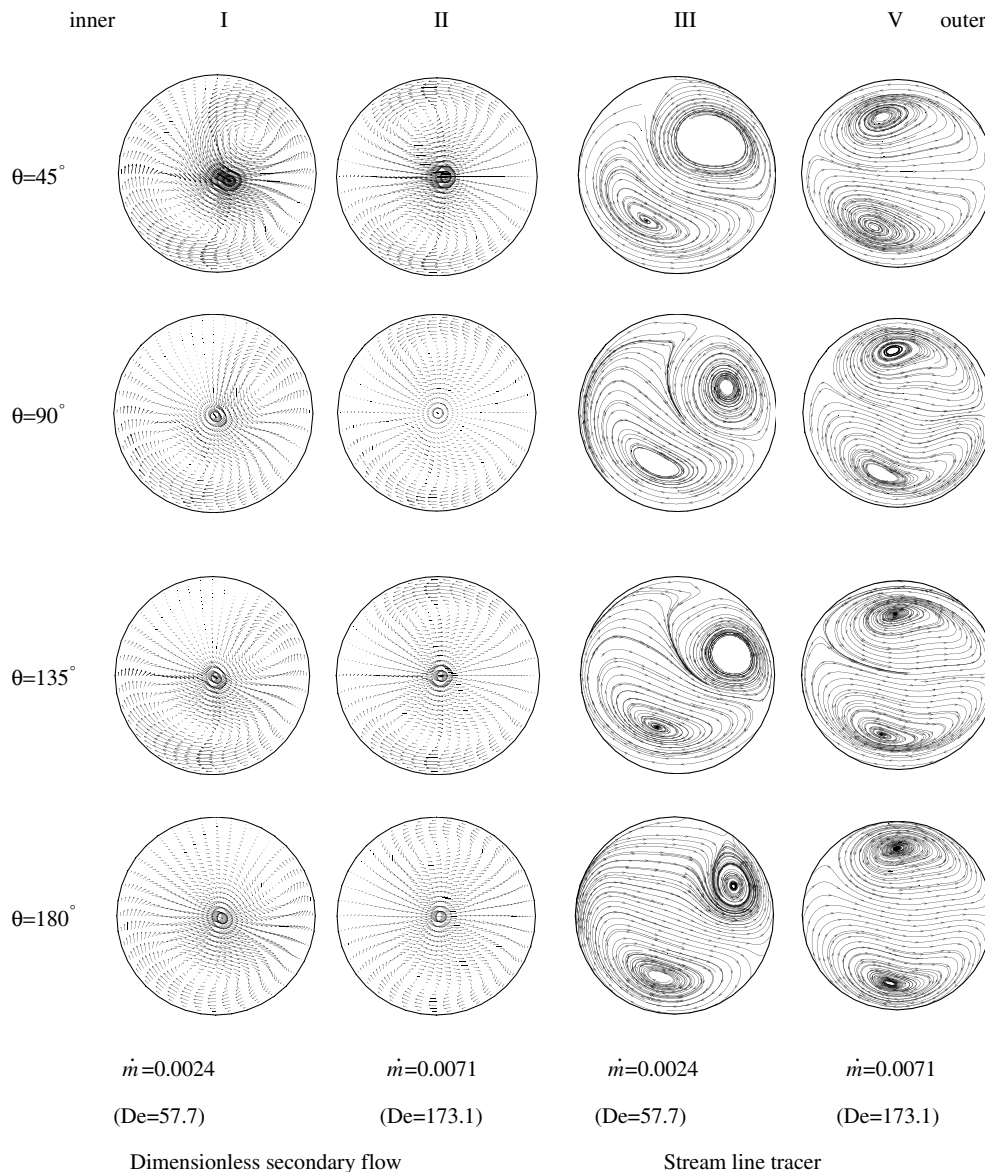 inner I II III V outer
θ=45°
θ=90°
θ=135°
θ=180°
ṁ=0.0024 ṁ=0.0071 ṁ=0.0024 ṁ=0.0071
(De=57.7) (De=173.1) (De=57.7) (De=173.1)
Dimensionless secondary flow Stream line tracer